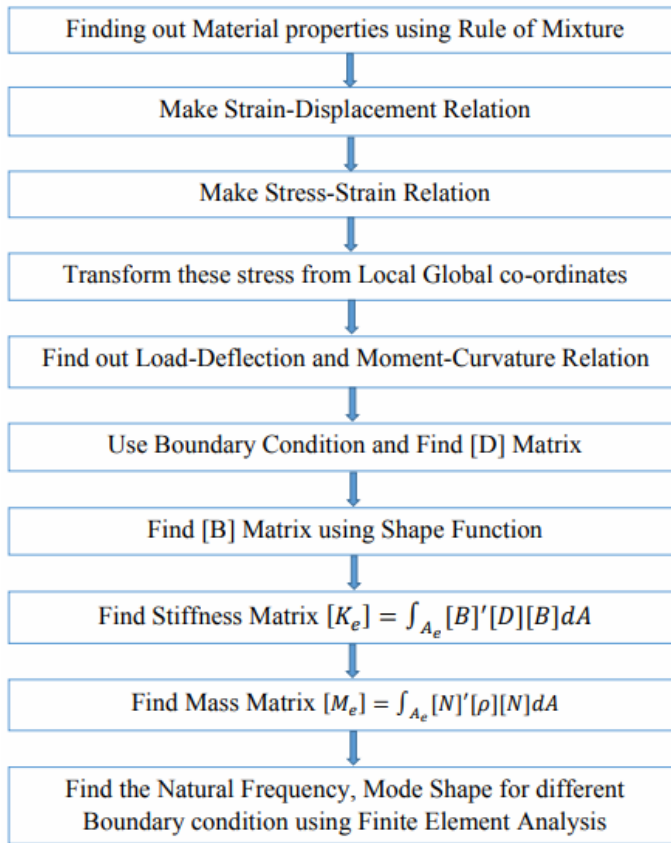 Finding out Material properties using Rule of Mixture
Make Strain-Displacement Relation
Make Stress-Strain Relation
Transform these stress from Local Global co-ordinates
Find out Load-Deflection and Moment-Curvature Relation
Use Boundary Condition and Find [D] Matrix
Find [B] Matrix using Shape Function
Find Stiffness Matrix [K_e] = ∫_{A_e} [B]′[D][B]dA
Find Mass Matrix [M_e] = ∫_{A_e} [N]′[ρ][N]dA
Find the Natural Frequency, Mode Shape for different
Boundary condition using Finite Element Analysis